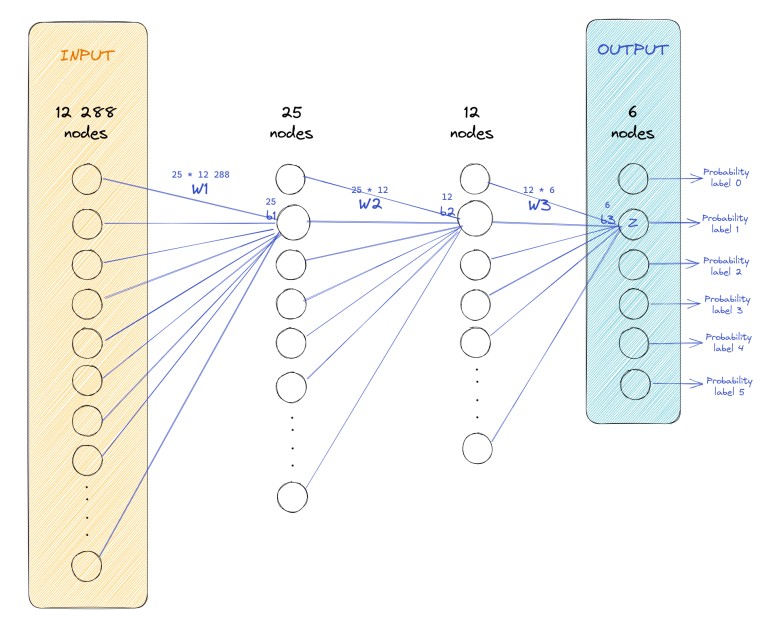 INPUT
OUTPUT
12 288
nodes
25
nodes
12
nodes
6
nodes
25 * 12 288
W1
25
b1
25 * 12
W2
12
b2
12 * 6
W3
6
b3
Z
Probability
label 0
Probability
label 1
Probability
label 2
Probability
label 3
Probability
label 4
Probability
label 5